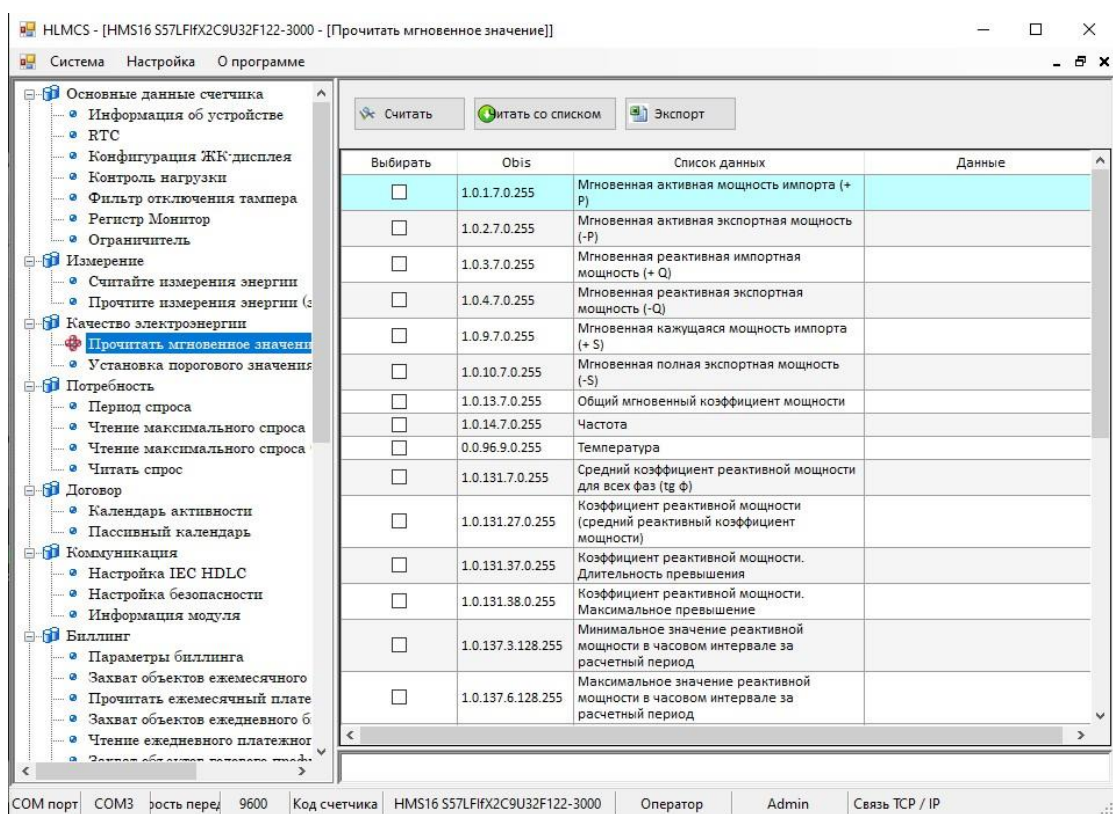 HLMCS - [HMS16 S57LFIfX2C9U32F122-3000 - [Прочитать мгновенное значение]]
Система Настройка О программе
Основные данные счетчика
Информация об устройстве
RTC
Конфигурация ЖК-дисплея
Контроль нагрузки
Фильтр отключения тампера
Регистр Монитор
Ограничитель
Измерение
Считайте измерения энергии
Прочтите измерения энергии (з
Качество электроэнергии
Прочитать мгновенное значени
Установка порогового значения
Потребность
Период спроса
Чтение максимального спроса
Чтение максимального спроса
Читать спрос
Договор
Календарь активности
Пассивный календарь
Коммуникация
Настройка IEC HDLC
Настройка безопасности
Информация модуля
Биллинг
Параметры биллинга
Захват объектов ежемесячного
Прочитать ежемесячный плате
Захват объектов ежедневного б
Чтение ежедневного платежног
Считать Читать со списком Экспорт
Выбирать Obis Список данных Данные
1.0.1.7.0.255 Мгновенная активная мощность импорта (+
P)
1.0.2.7.0.255 Мгновенная активная экспортная мощность
(-P)
1.0.3.7.0.255 Мгновенная реактивная импортная
мощность (+ Q)
1.0.4.7.0.255 Мгновенная реактивная экспортная
мощность (-Q)
1.0.9.7.0.255 Мгновенная кажущаяся мощность импорта
(+ S)
1.0.10.7.0.255 Мгновенная полная экспортная мощность
(-S)
1.0.13.7.0.255 Общий мгновенный коэффициент мощности
1.0.14.7.0.255 Частота
0.0.96.9.0.255 Температура
1.0.131.7.0.255 Средний коэффициент реактивной мощности
для всех фаз (tg ф)
1.0.131.27.0.255 Коэффициент реактивной мощности
(средний реактивный коэффициент
мощности)
1.0.131.37.0.255 Коэффициент реактивной мощности.
Длительность превышения
1.0.131.38.0.255 Коэффициент реактивной мощности.
Максимальное превышение
1.0.137.3.128.255 Минимальное значение реактивной
мощности в часовом интервале за
расчетный период
1.0.137.6.128.255 Максимальное значение реактивной
мощности в часовом интервале за
расчетный период
COM порт COM3 рость перед 9600 Код счетчика HMS16 S57LFIfX2C9U32F122-3000 Оператор Admin Связь TCP / IP